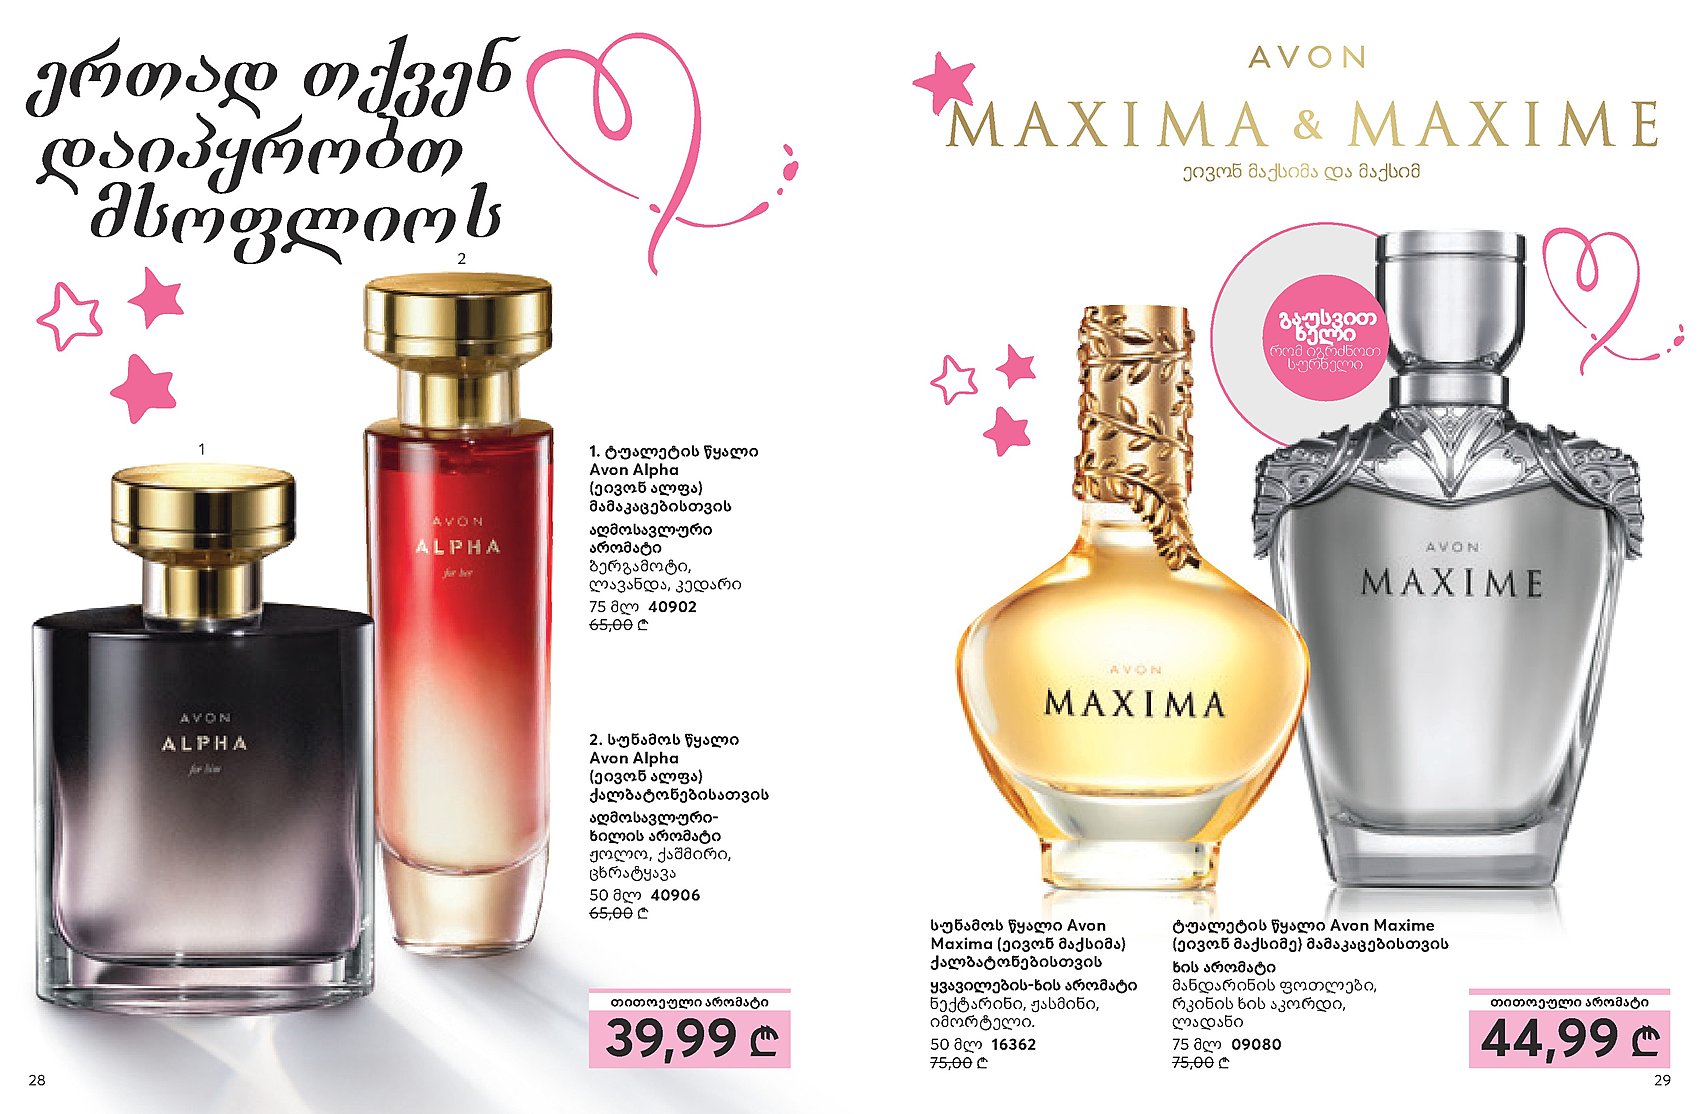 ერთად თქვენ
დაიპყრობთ
მსოფლიოს
2
1
AVON
ALPHA
for him
AVON
ALPHA
for her
1. ტუალეტის წყალი
Avon Alpha
(ეივონ ალფა)
მამაკაცებისთვის
აღმოსავლური
არომატი
ბერგამოტი,
ლავანდა, კედარი
75 მლ 40902
65,00 ₾
2. სუნამოს წყალი
Avon Alpha
(ეივონ ალფა)
ქალბატონებისათვის
აღმოსავლური-
ხილის არომატი
ჟოლო, ქაშმირი,
ცხრატყავა
50 მლ 40906
65,00 ₾
თითოეული არომატი
39,99 ₾
28
AVON
MAXIMA & MAXIME
ეივონ მაქსიმა და მაქსიმ
გაუსვით
ხელი
რომ იგრძნოთ
სურნელი
AVON
MAXIMA
AVON
MAXIME
სუნამოს წყალი Avon
Maxima (ეივონ მაქსიმა)
ქალბატონებისთვის
ყვავილების-ხის არომატი
ნექტარინი, ჟასმინი,
იმორტელი.
50 მლ 16362
75,00 ₾
ტუალეტის წყალი Avon Maxime
(ეივონ მაქსიმე) მამაკაცებისთვის
ხის არომატი
მანდარინის ფოთლები,
რკინის ხის აკორდი,
ლადანი
75 მლ 09080
75,00 ₾
თითოეული არომატი
44,99 ₾
29